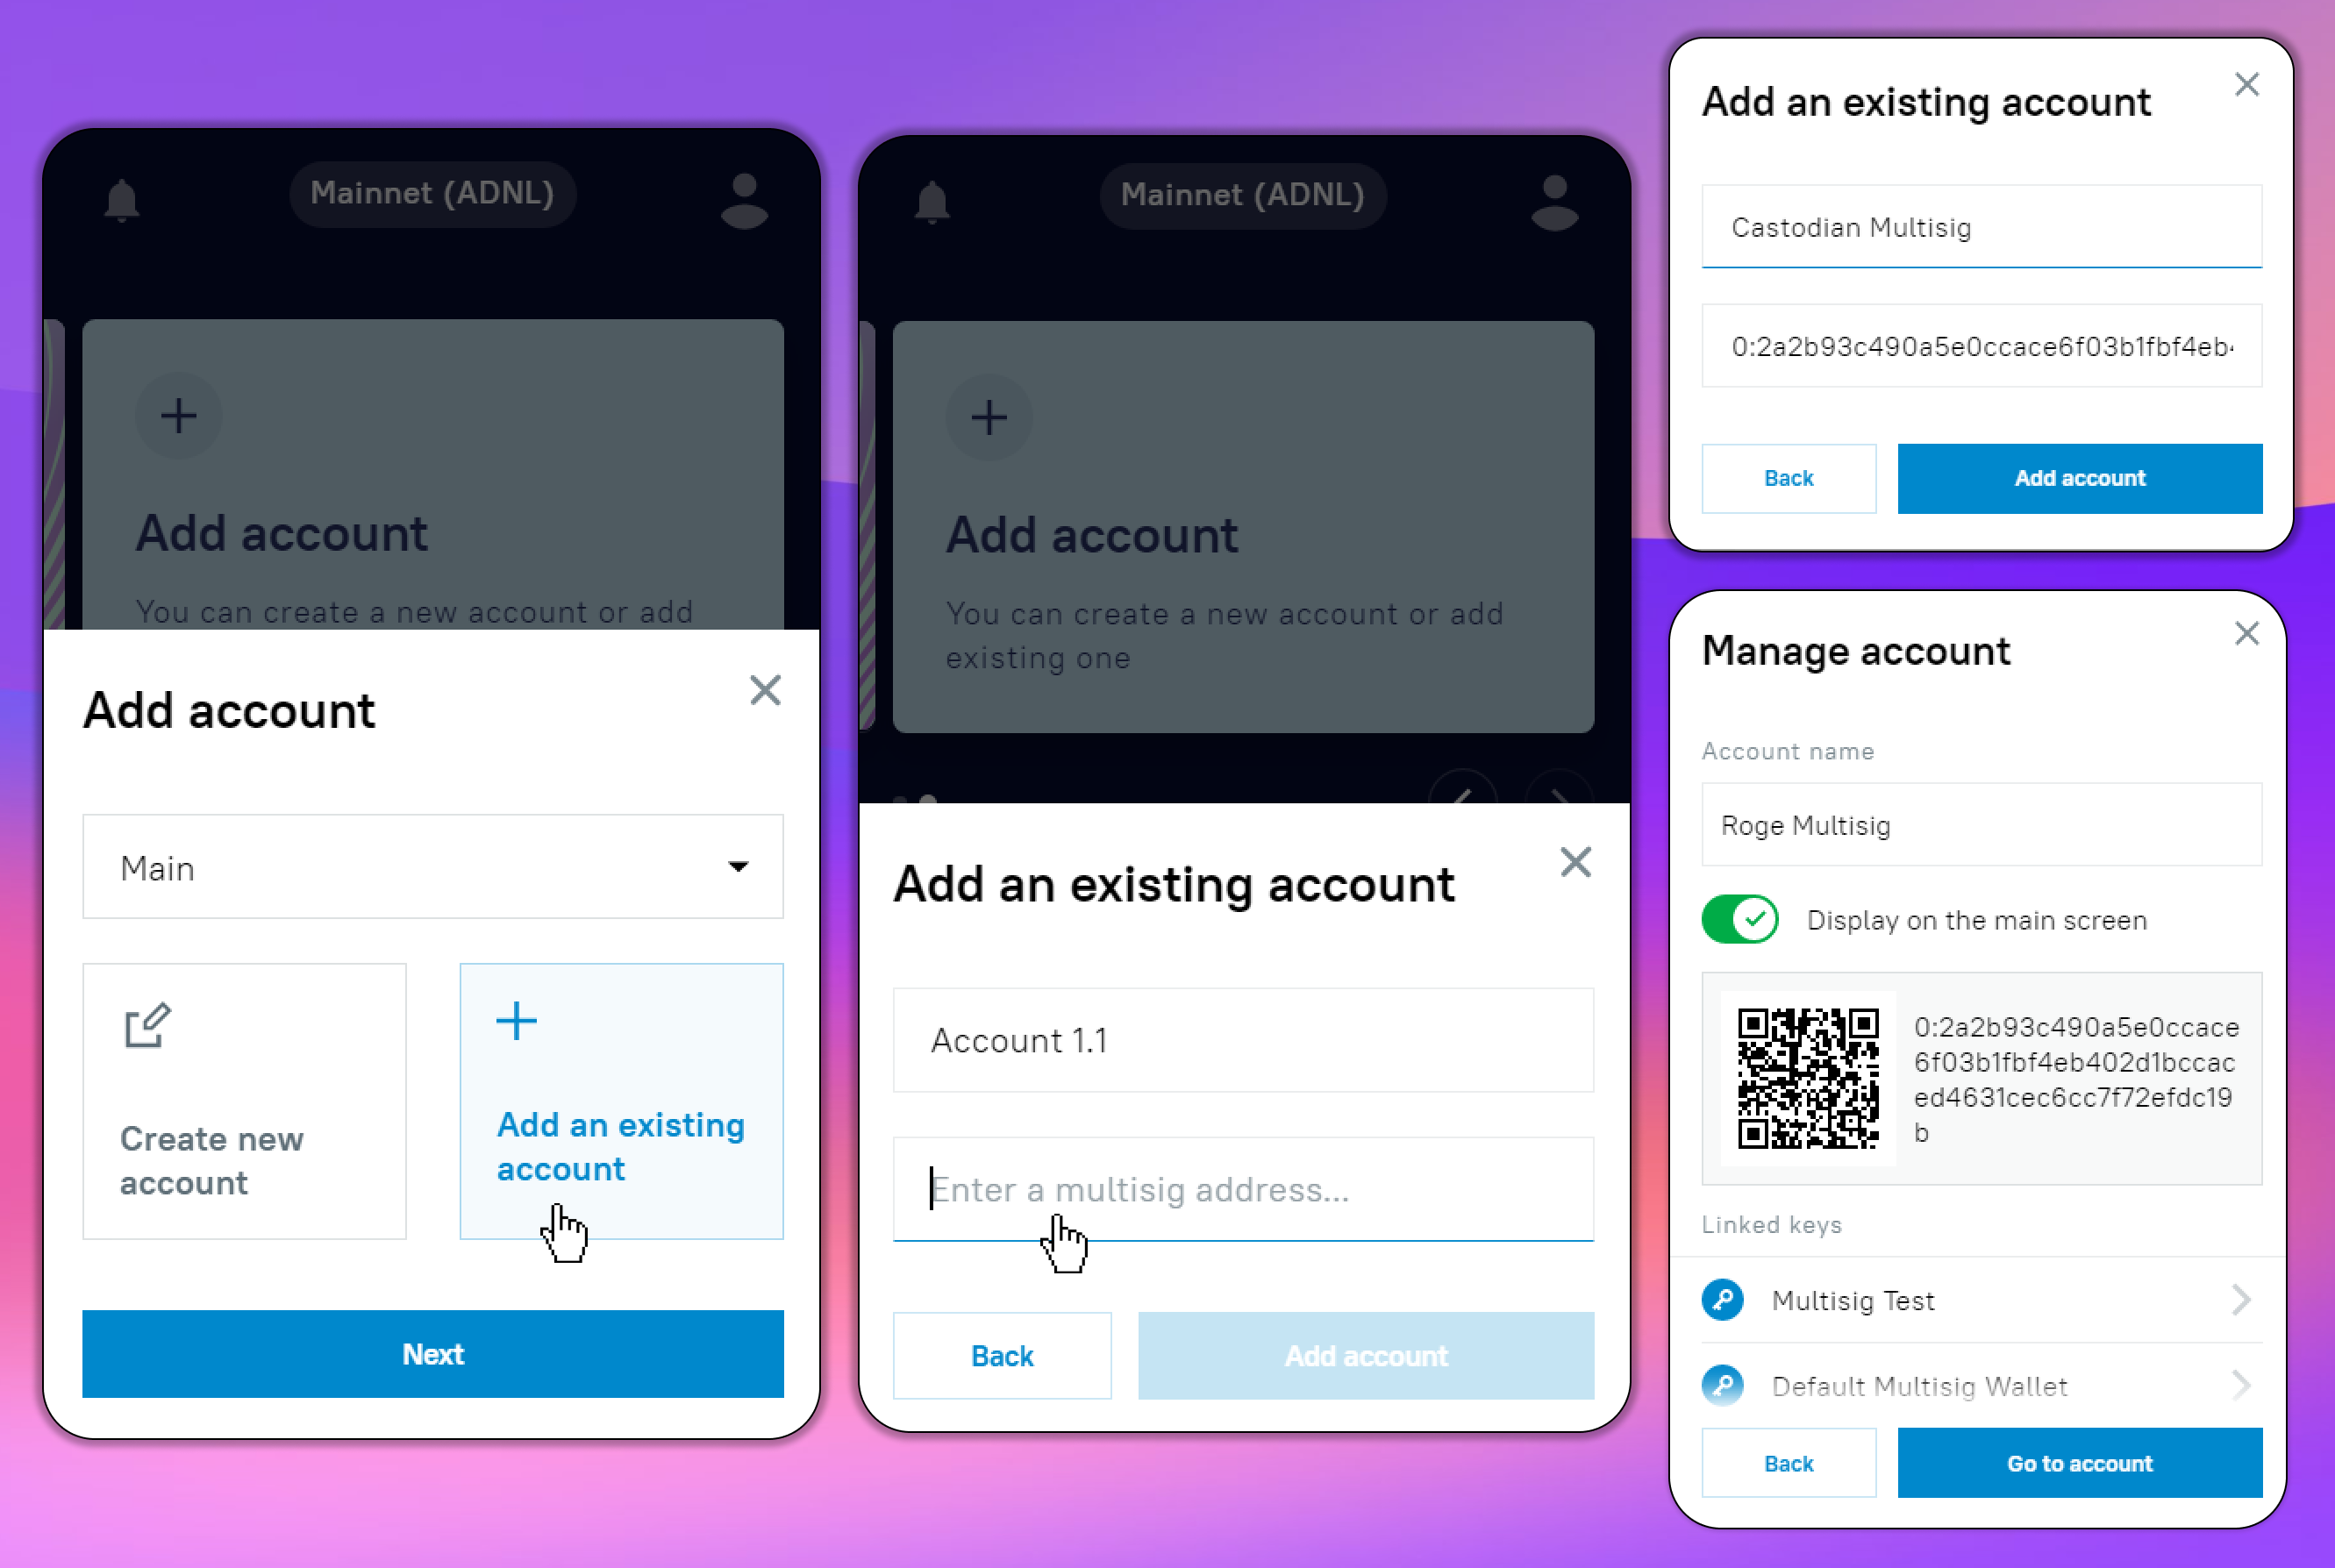 Mainnet (ADNL)
Add account
You can create a new account or add
Add account
Main
Create new
account
Add an existing
account
Next
Mainnet (ADNL)
Add account
You can create a new account or add
existing one
Add an existing account
Account 1.1
Enter a multisig address...
Back
Add account
Add an existing account
Castodian Multisig
0:2a2b93c490a5e0ccace6f03b1fbf4eb
Back
Add account
Manage account
Account name
Roge Multisig
Display on the main screen
0:2a2b93c490a5e0ccace
6f03b1fbf4eb402d1bccac
ed4631cec6cc7f72efdc19
b
Linked keys
Multisig Test
Default Multisig Wallet
Back
Go to account